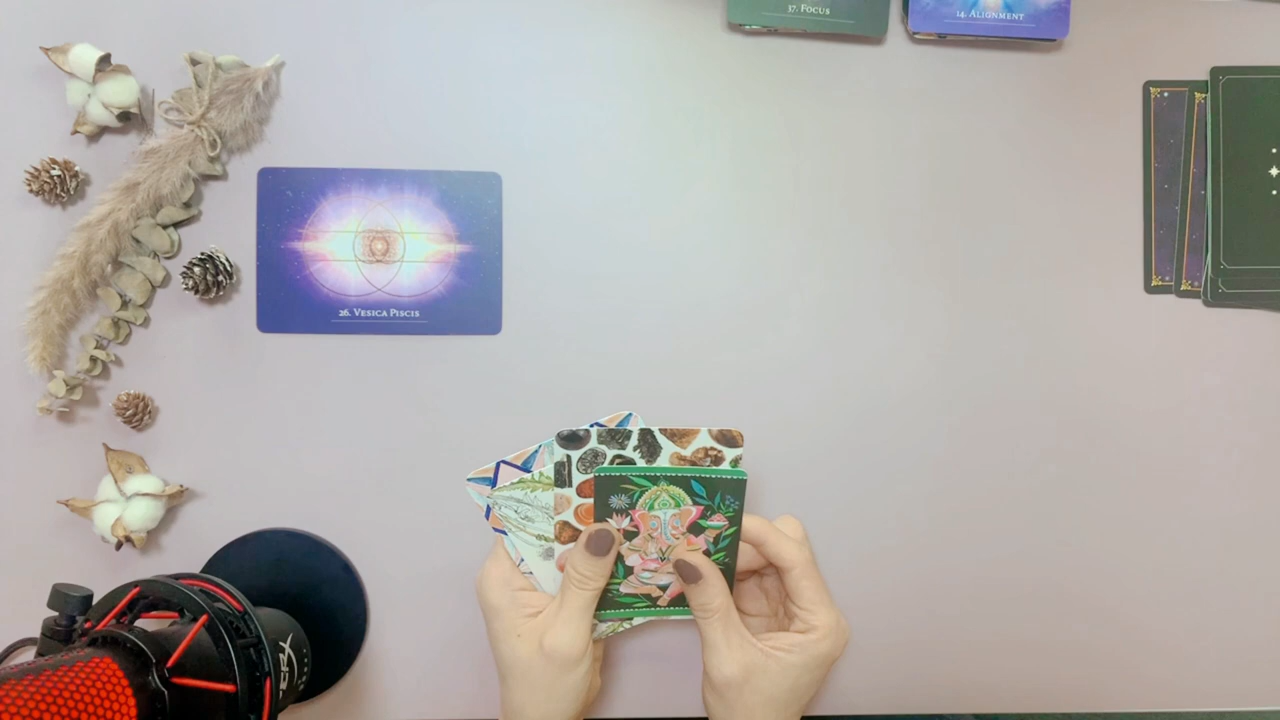 37. Focus
14. Alignment
26. Vesica Piscis